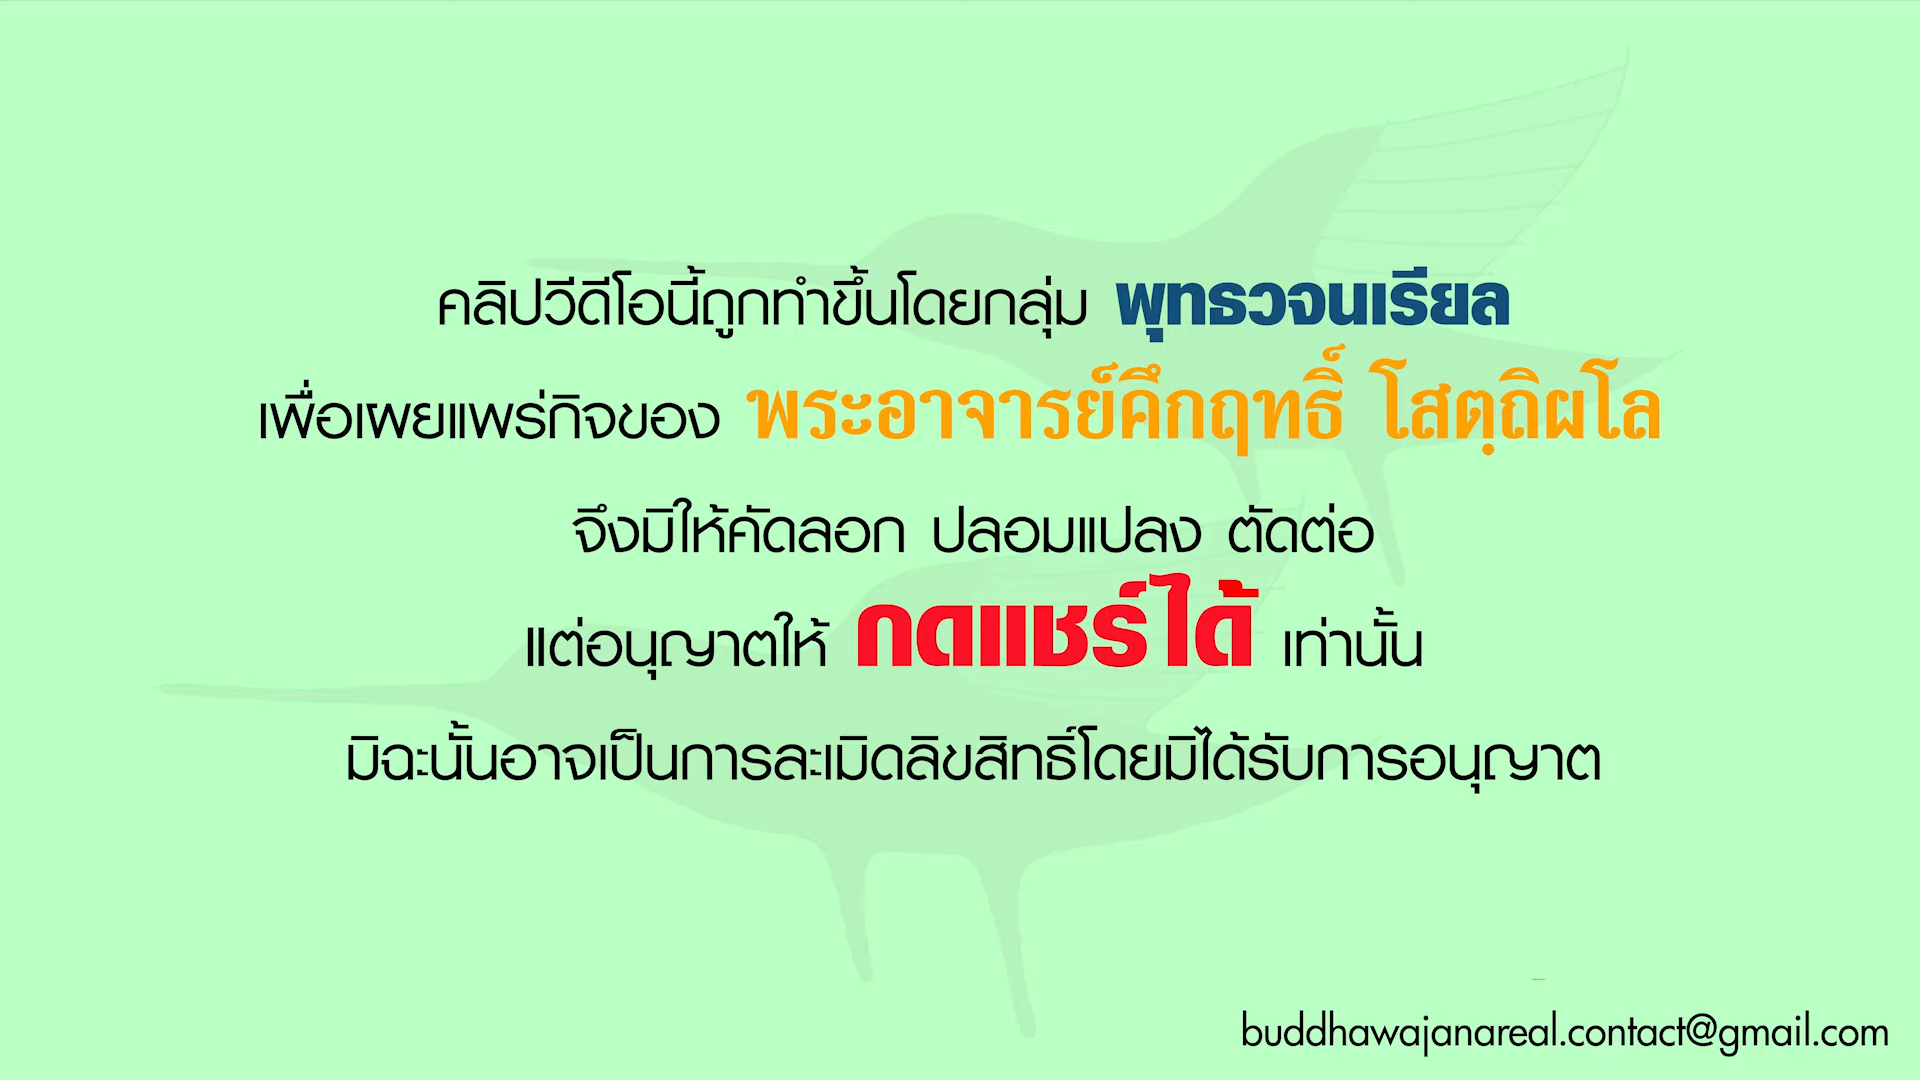 คลิปวีดีโอนี้ถูกทำขึ้นโดยกลุ่ม พุทธวจนเรียล
เพื่อเผยแพร่กิจของ พระอาจารย์คึกฤทธิ์ โสตฺถิผโล
จึงมิให้คัดลอก ปลอมแปลง ตัดต่อ
แต่อนุญาตให้ กดแชร์ได้ เท่านั้น
มิฉะนั้นอาจเป็นการละเมิดลิขสิทธิ์โดยมิได้รับการอนุญาต
buddhawajanareal.contact@gmail.com